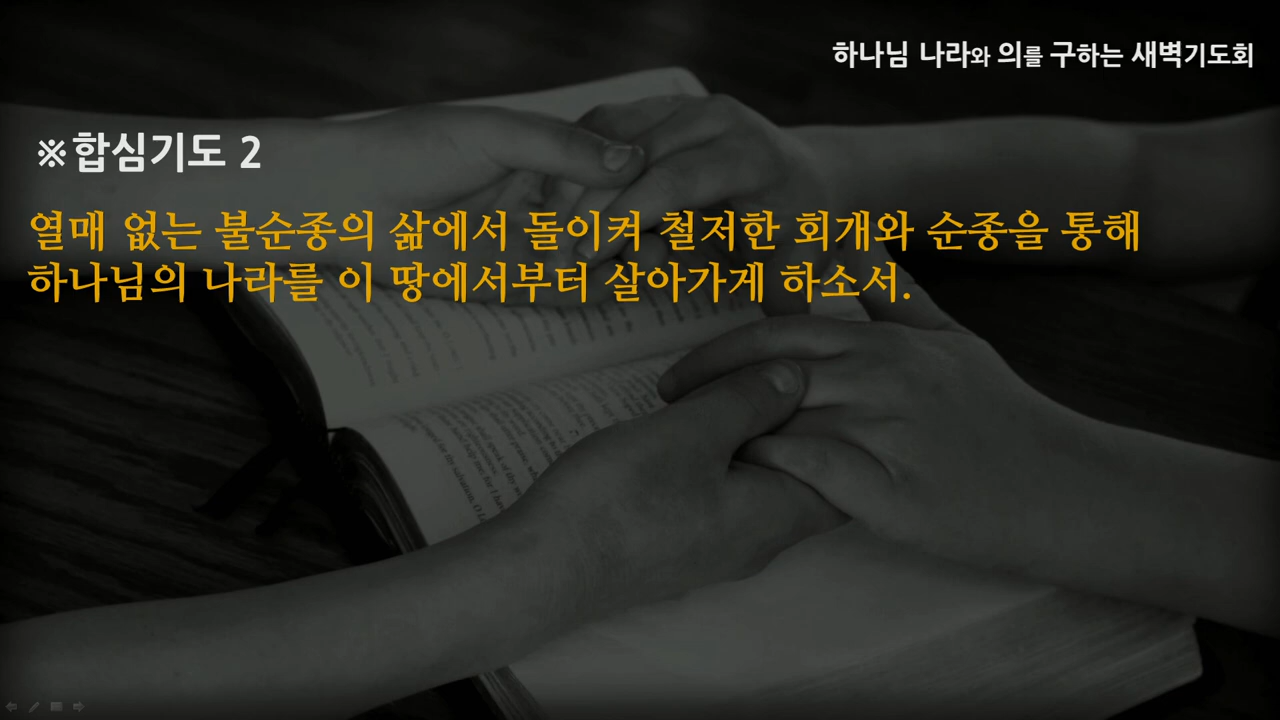 하나님 나라와 의를 구하는 새벽기도회
※합심기도 2
열매 없는 불순종의 삶에서 돌이켜 철저한 회개와 순종을 통해
하나님의 나라를 이 땅에서부터 살아가게 하소서.